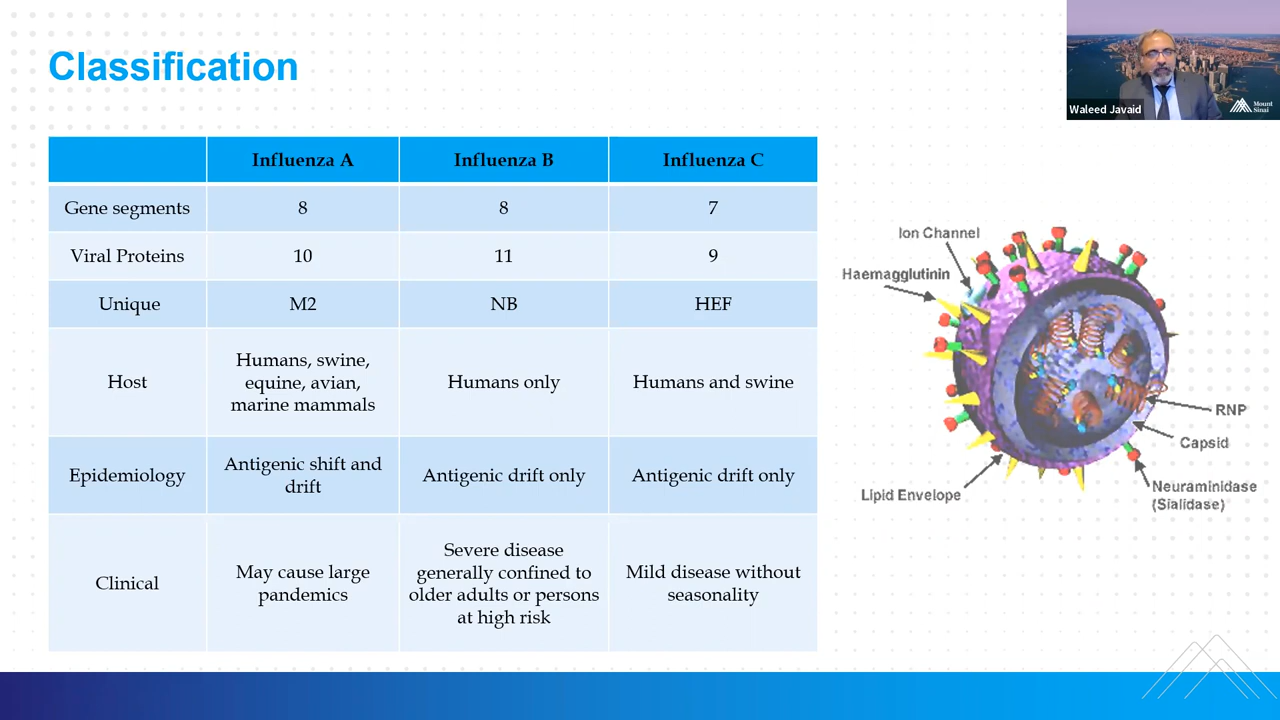 Classification
Waleed Javaid
Mount
Sinai
Influenza A Influenza B Influenza C
Gene segments 8 8 7
Viral Proteins 10 11 9
Unique M2 NB HEF
Host
Humans, swine,
equine, avian,
marine mammals
Humans only
Humans and swine
Epidemiology
Antigenic shift and
drift
Antigenic drift only
Antigenic drift only
Clinical
May cause large
pandemics
Severe disease
generally confined to
older adults or persons
at high risk
Mild disease without
seasonality
Ion Channel
Haemagglutinin
RNP
Capsid
Neuraminidase
(Sialidase)
Lipid Envelope